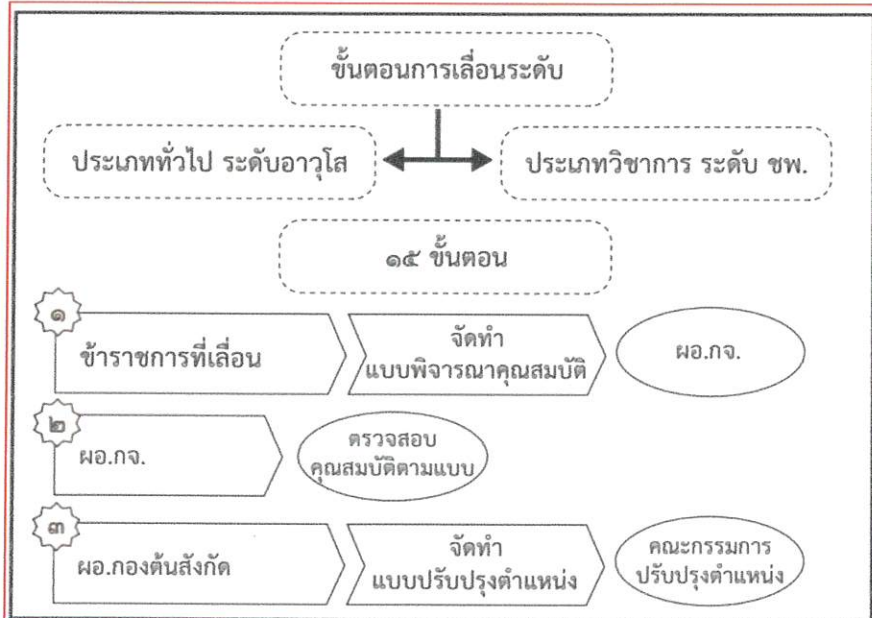 ขั้นตอนการเลื่อนระดับ
ประเภททั่วไป ระดับอาวุโส
ประเภทวิชาการ ระดับ ชพ.
๑๕ ขั้นตอน
๑
ข้าราชการที่เลื่อน
จัดทำ
แบบพิจารณาคุณสมบัติ
ผอ.กจ.
๒
ผอ.กจ.
ตรวจสอบ
คุณสมบัติตามแบบ
๓
ผอ.กองต้นสังกัด
จัดทำ
แบบปรับปรุงตำแหน่ง
คณะกรรมการ
ปรับปรุงตำแหน่ง